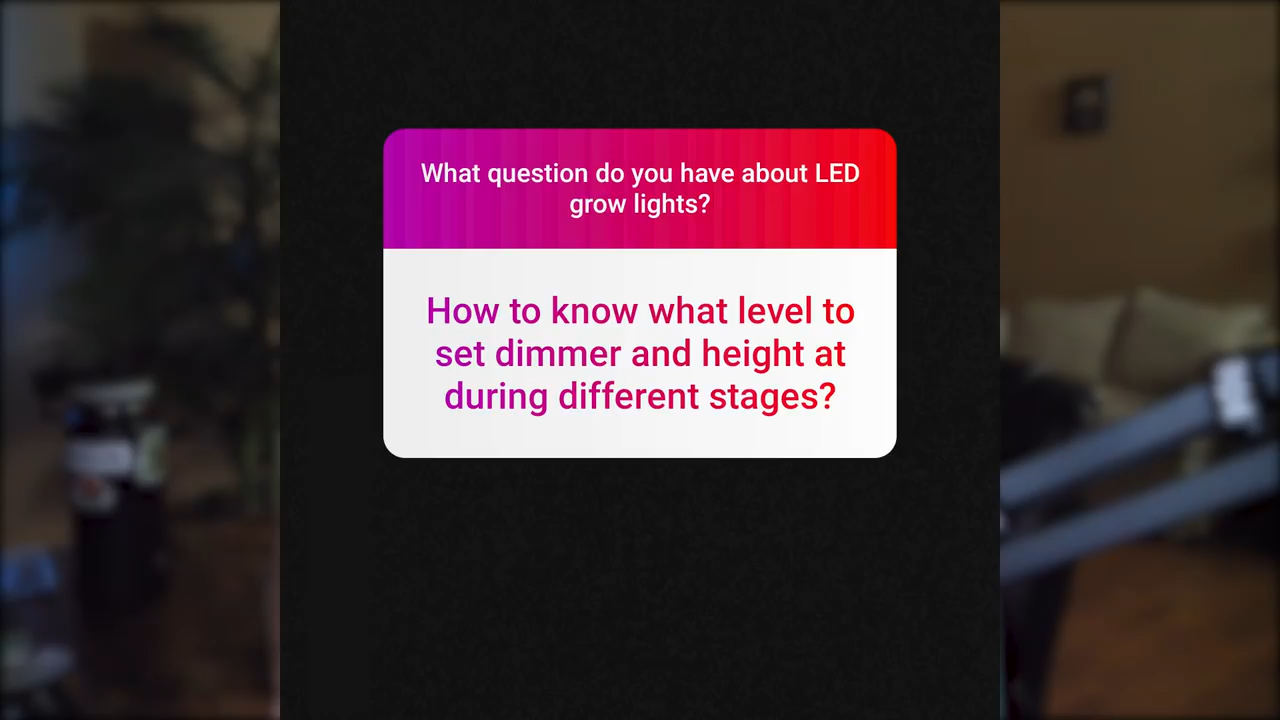 What question do you have about LED
grow lights?
How to know what level to
set dimmer and height at
during different stages?